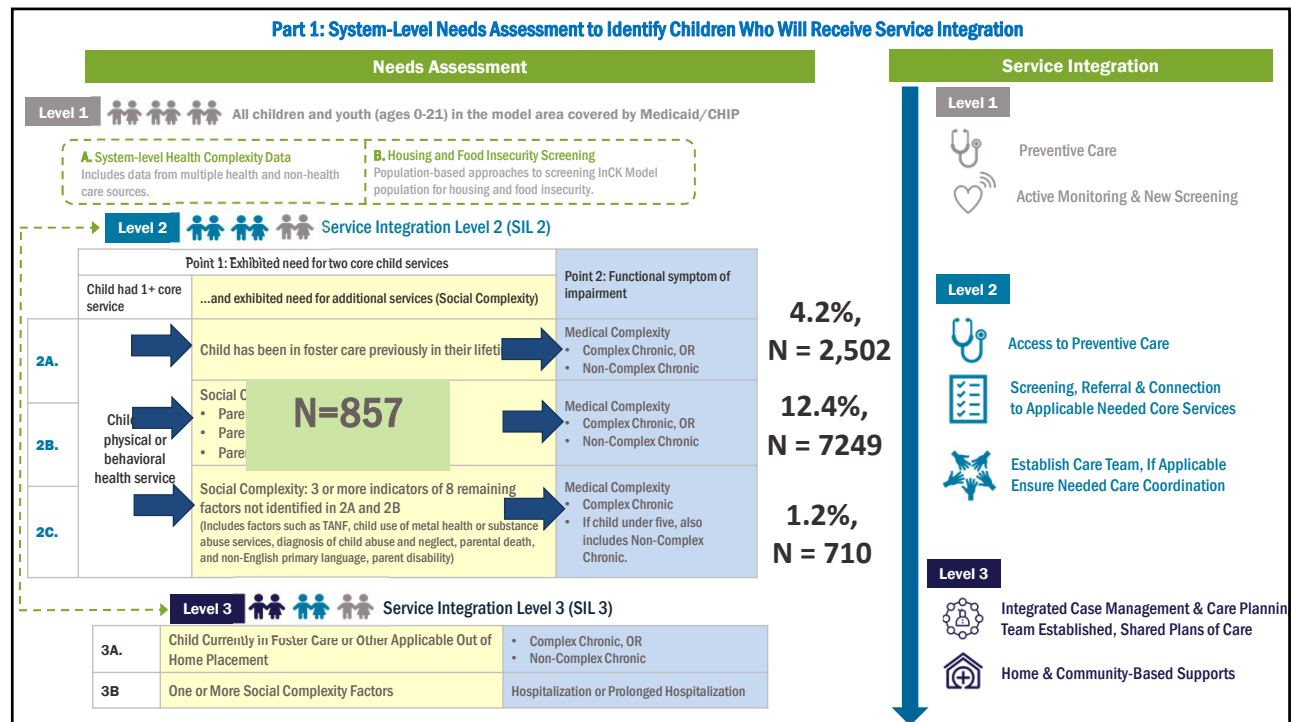 Part 1: System-Level Needs Assessment to Identify Children Who Will Receive Service Integration
Needs Assessment
Level 1
All children and youth (ages 0-21) in the model area covered by Medicaid/CHIP
A. System-level Health Complexity Data
Includes data from multiple health and non-health
care sources.
B. Housing and Food Insecurity Screening
Population-based approaches to screening InCK Model
population for housing and food insecurity.
Level 2
Service Integration Level 2 (SIL 2)
Point 1: Exhibited need for two core child services
Point 2: Functional symptom of
impairment
Child had 1+ core
service
...and exhibited need for additional services (Social Complexity)
2A.
Child has been in foster care previously in their
Medical Complexity
• Complex Chronic, OR
• Non-Complex Chronic
4.2%,
N = 2,502
2B.
physical or
behavioral
health service
Social
•
•
•
N=857
Medical Complexity
• Complex Chronic, OR
• Non-Complex Chronic
12.4%,
N = 7249
2C.
Social Complexity: 3 or more indicators of 8 remaining
factors not identified in 2A and 2B
(Includes factors such as TANF, child use of metal health or substance
abuse services, diagnosis of child abuse and neglect, parental death,
and non-English primary language, parent disability)
Medical Complexity
• Complex Chronic
• If child under five, also
includes Non-Complex
Chronic.
1.2%,
N = 710
Level 3
Service Integration Level 3 (SIL 3)
3A.
Child Currently in Foster Care or Other Applicable Out of
Home Placement
• Complex Chronic, OR
• Non-Complex Chronic
3B
One or More Social Complexity Factors
Hospitalization or Prolonged Hospitalization
Service Integration
Level 1
Preventive Care
Active Monitoring & New Screening
Level 2
Access to Preventive Care
Screening, Referral & Connection
to Applicable Needed Core Services
Establish Care Team, If Applicable
Ensure Needed Care Coordination
Level 3
Integrated Case Management & Care Plannin
Team Established, Shared Plans of Care
Home & Community-Based Supports